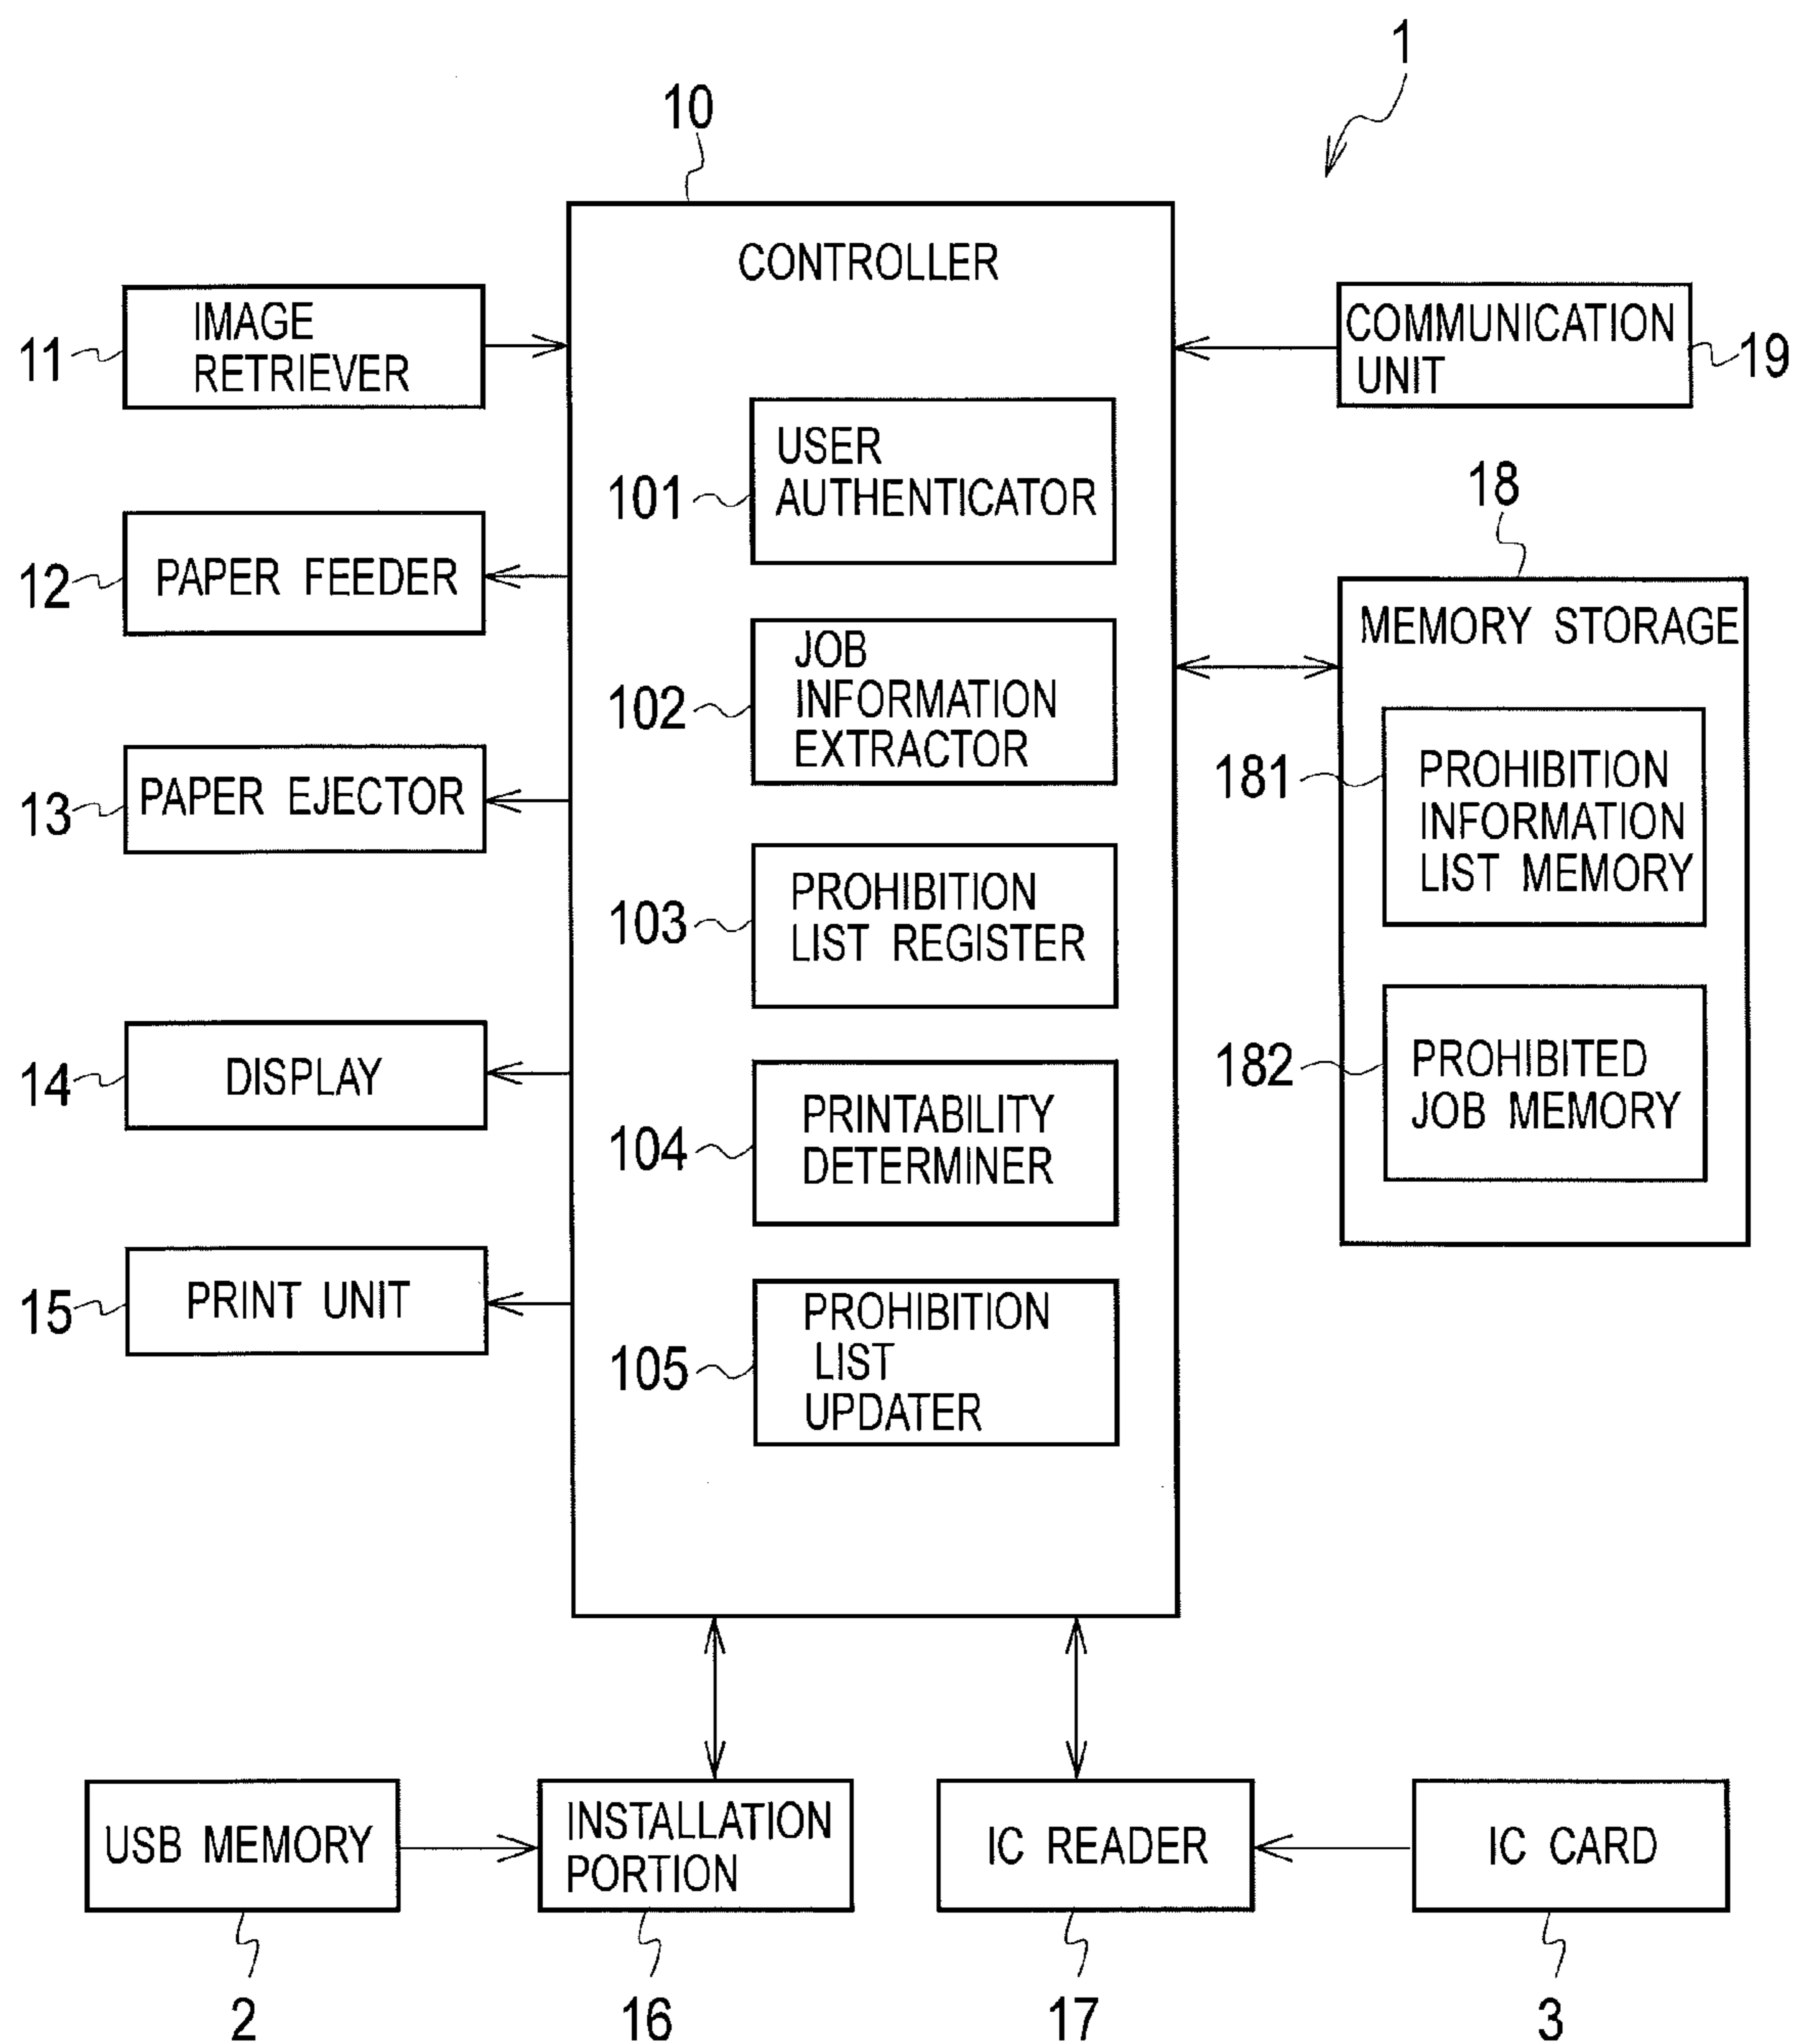 1
10
CONTROLLER
11
IMAGE
RETRIEVER
12
PAPER FEEDER
13
PAPER EJECTOR
14
DISPLAY
15
PRINT UNIT
101
USER
AUTHENTICATOR
102
JOB
INFORMATION
EXTRACTOR
103
PROHIBITION
LIST REGISTER
104
PRINTABILITY
DETERMINER
105
PROHIBITION
LIST
UPDATER
COMMUNICATION
UNIT
19
18
MEMORY STORAGE
181
PROHIBITION
INFORMATION
LIST MEMORY
182
PROHIBITED
JOB MEMORY
USB MEMORY
INSTALLATION
PORTION
IC READER
IC CARD
2
16
17
3